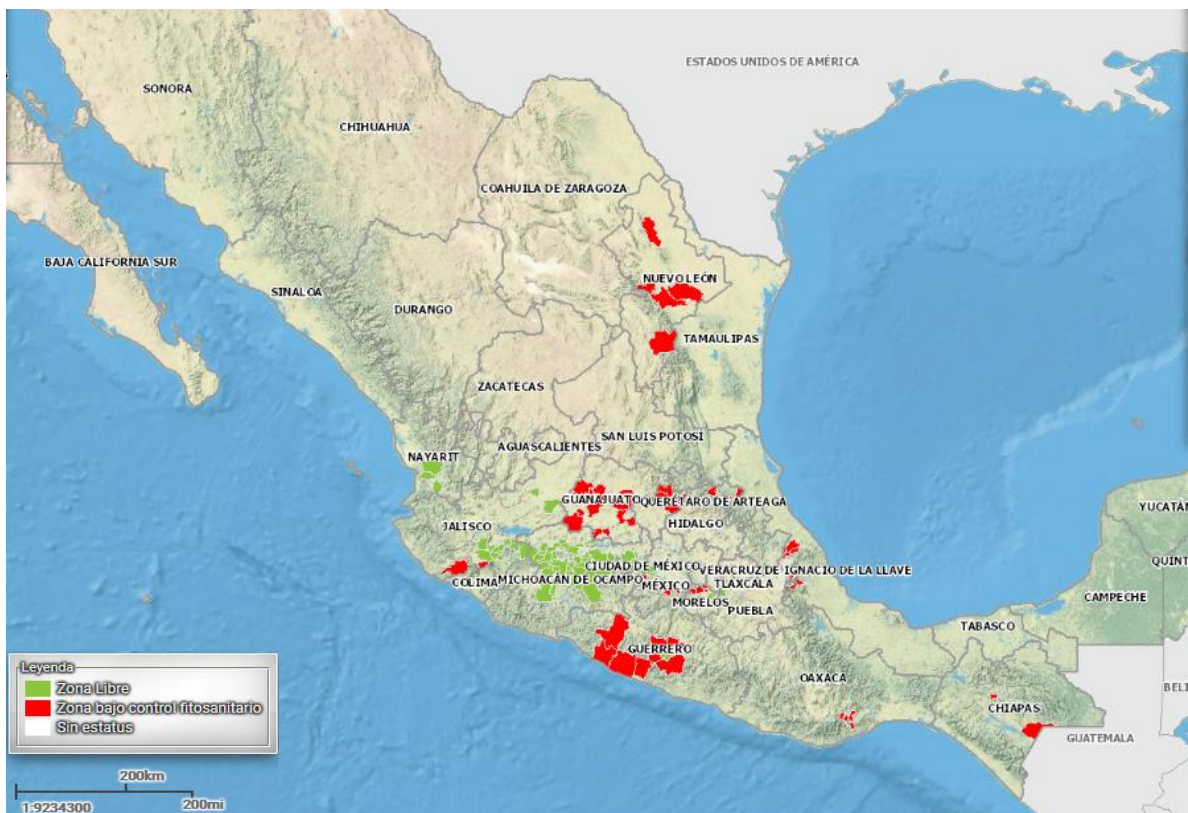 ESTADOS UNIDOS DE AMÉRICA
SONORA
CHIHUAHUA
COAHUILA DE ZARAGOZA
BAJA CALIFORNIA SUR
NUEVO LEÓN
SINALOA
DURANGO
TAMAULIPAS
ZACATECAS
SAN LUIS POTOSÍ
AGUASCALIENTES
NAYARIT
GUANAJUATO
QUERÉTARO DE ARTEAGA
YUCATÁN
HIDALGO
JALISCO
QUINT
CIUDAD DE MÉXICO
VERACRUZ DE IGNACIO DE LA LLAVE
COLIMA
MICHOACÁN DE OCAMPO
MÉXICO
TLAXCALA
CAMPECHE
MORELOS
PUEBLA
TABASCO
GUERRERO
OAXACA
BELI
CHIAPAS
GUATEMALA
Leyenda
Zona Libre
Zona bajo control fitosanitario
Sin estatus
200km
1:9234300
200mi